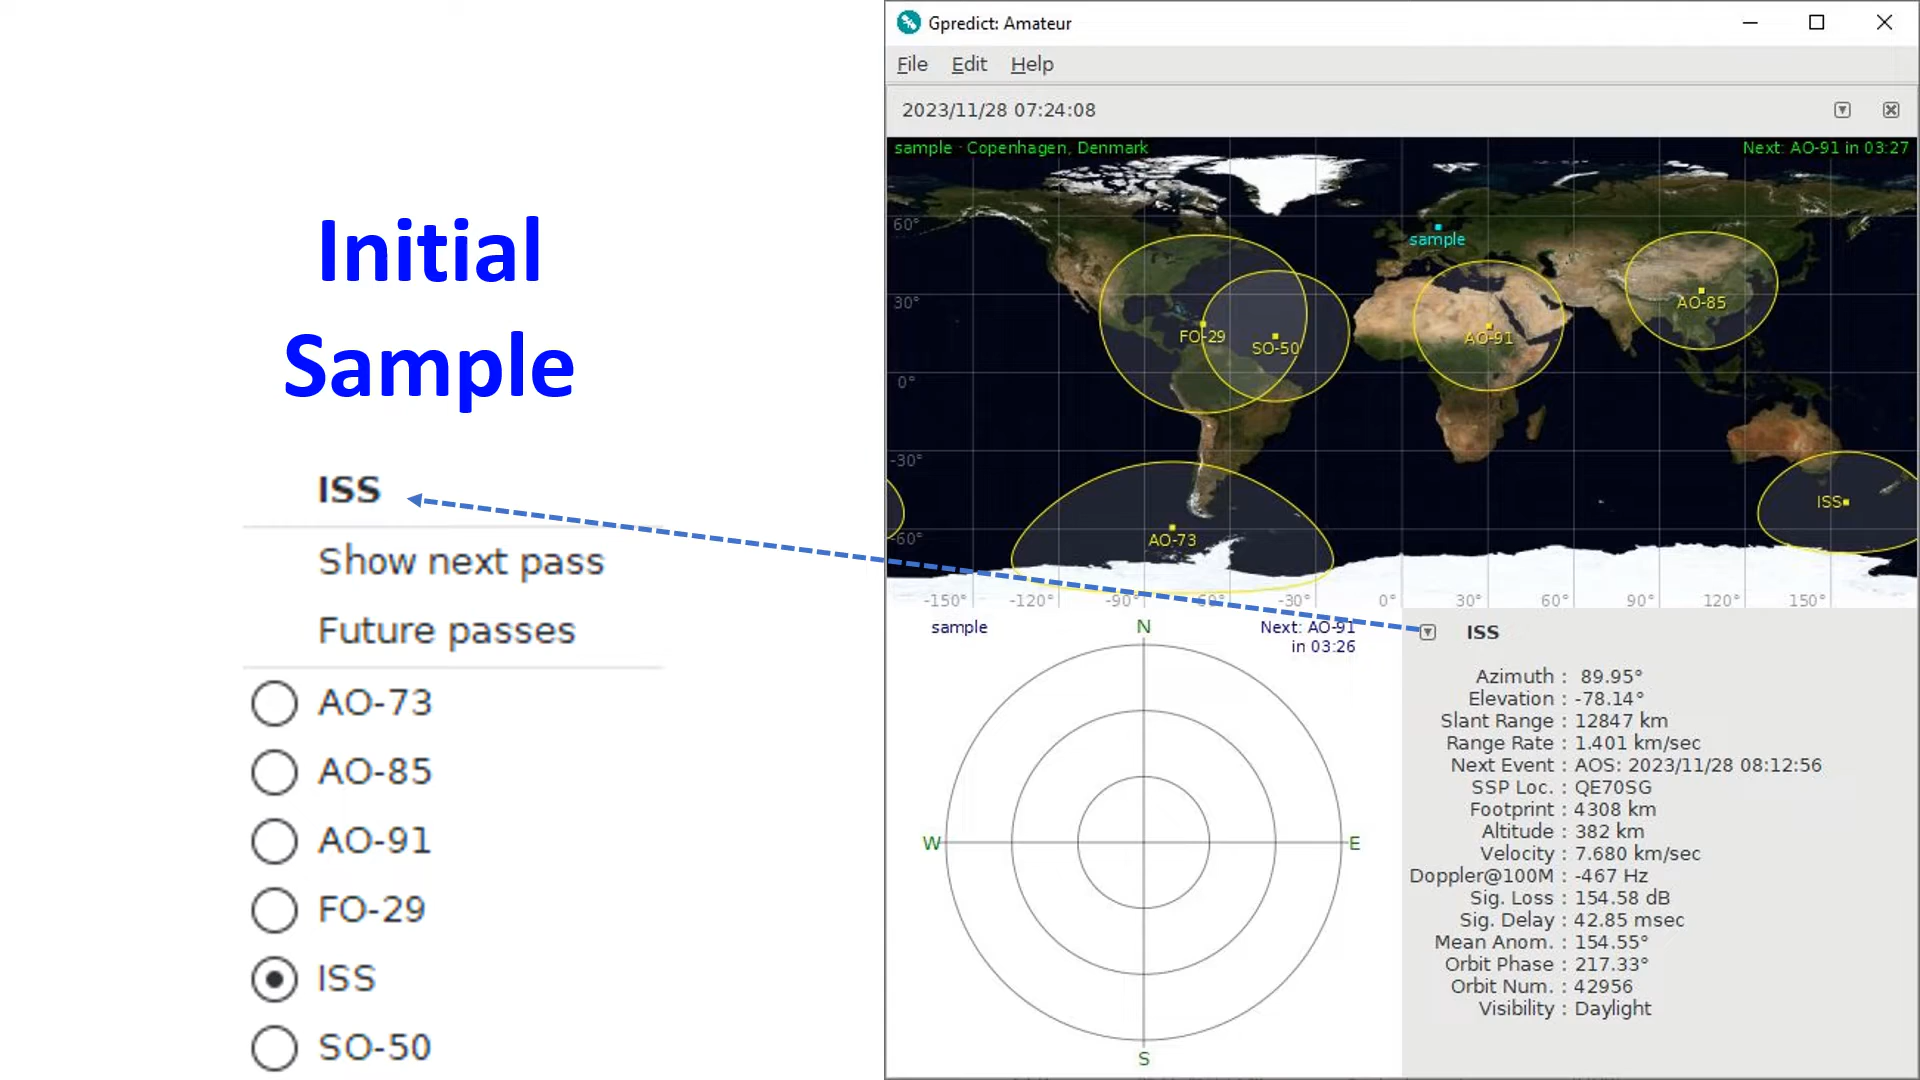 Initial
Sample
ISS
Show next pass
Future passes
AO-73
AO-85
AO-91
FO-29
ISS
SO-50
Gpredict: Amateur
File Edit Help
2023/11/28 07:24:08
sample · Copenhagen, Denmark
Next: AO-91 in 03:27
60°
30°
0°
-30°
-60°
sample
FO-29
SO-50
AO-91
AO-85
AO-73
ISS
-150° -120° -90° -60° -30° 0° 30° 60° 90° 120° 150°
sample
Next: AO-91
in 03:26
N
W
E
S
ISS
Azimuth : 89.95°
Elevation : -78.14°
Slant Range : 12847 km
Range Rate : 1.401 km/sec
Next Event : AOS: 2023/11/28 08:12:56
SSP Loc. : QE70SG
Footprint : 4308 km
Altitude : 382 km
Velocity : 7.680 km/sec
Doppler@100M : -467 Hz
Sig. Loss : 154.58 dB
Sig. Delay : 42.85 msec
Mean Anom. : 154.55°
Orbit Phase : 217.33°
Orbit Num. : 42956
Visibility : Daylight